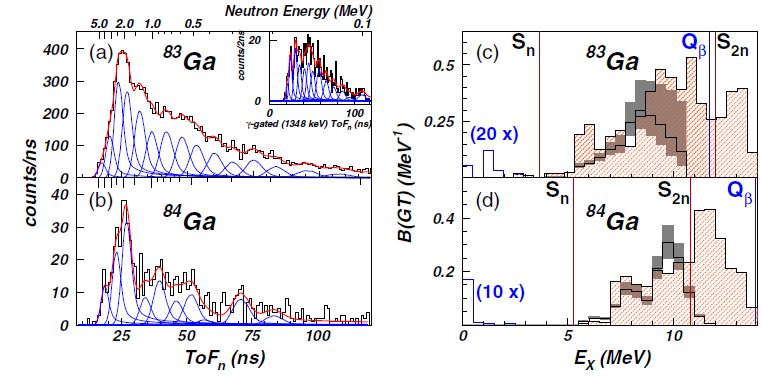 Neutron Energy (MeV)
5.0 2.0 1.0 0.5 0.1
(a) 83Ga
400
300
200
100
0
counts/2ns
20
0
0 100
γ-gated (1348 keV) ToFn (ns)
counts/ns
(b) 84Ga
40
30
20
10
0
25 50 75 100
ToFn (ns)
(c) Sn 83Ga Qβ S2n
0.5
0.25
(20 x)
B(GT) (MeV-1)
(d) Sn 84Ga S2n Qβ
0.4
0.2
(10 x)
0 5 10
EX (MeV)